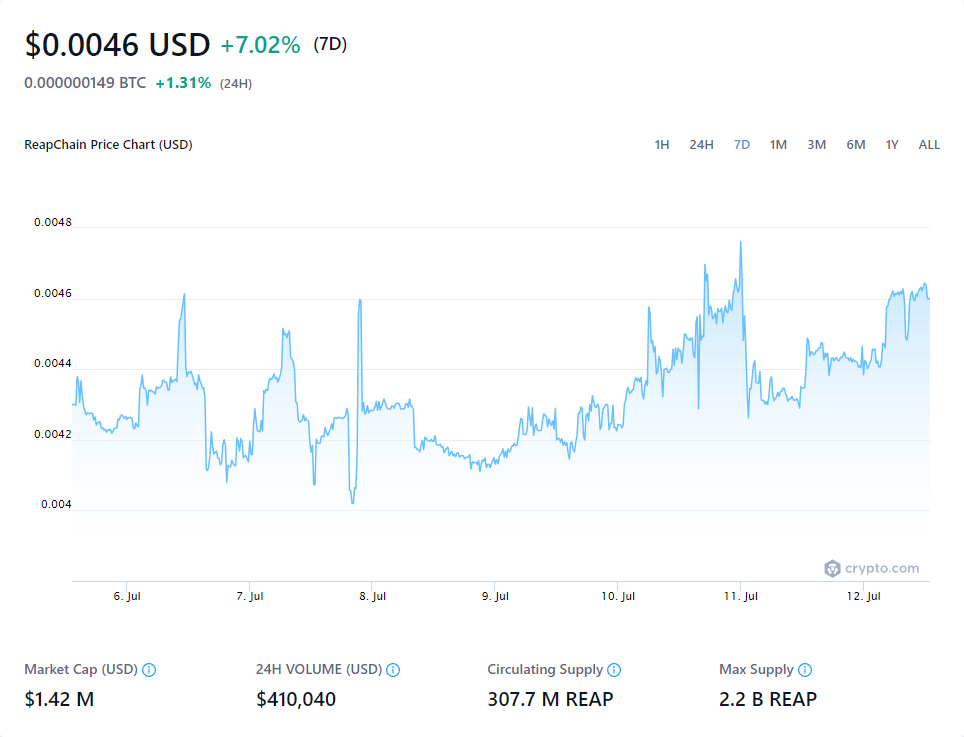 $0.0046 USD +7.02% (7D)
0.000000149 BTC +1.31% (24H)
ReapChain Price Chart (USD) 1H 24H 7D 1M 3M 6M 1Y ALL
0.0048
0.0046
0.0044
0.0042
0.004
crypto.com
6. Jul 7. Jul 8. Jul 9. Jul 10. Jul 11. Jul 12. Jul
Market Cap (USD) 24H VOLUME (USD) Circulating Supply Max Supply
$1.42 M $410,040 307.7 M REAP 2.2 B REAP